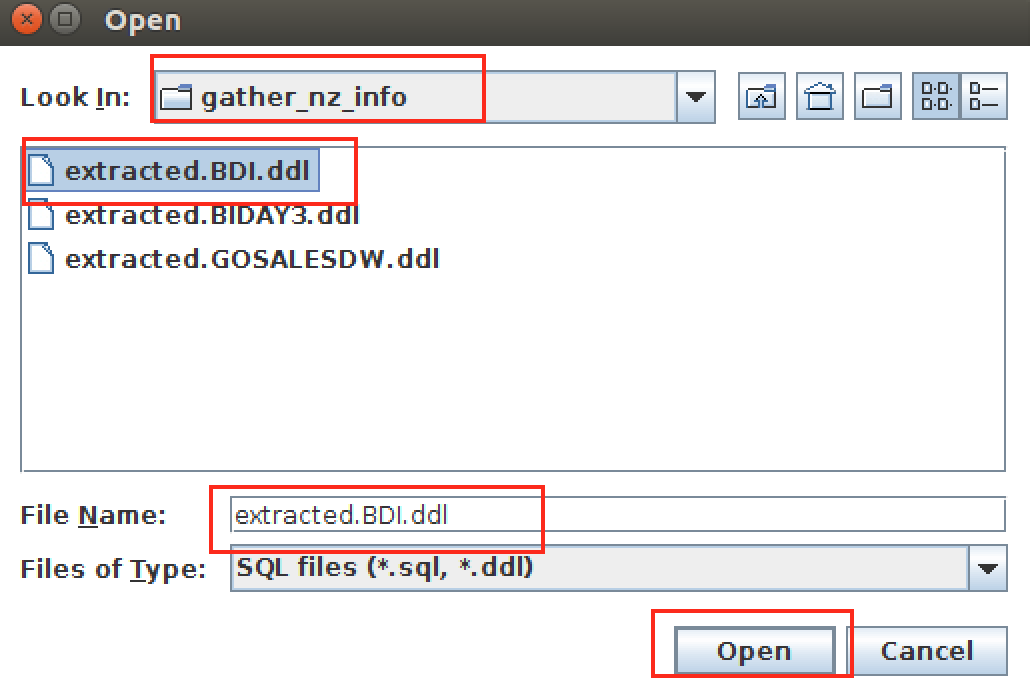 Open
Look In: gather_nz_info
extracted.BDI.ddl
extracted.BIDAY3.ddl
extracted.GOSALESDW.ddl
File Name: extracted.BDI.ddl
Files of Type: SQL files (*.sql, *.ddl)
Open Cancel